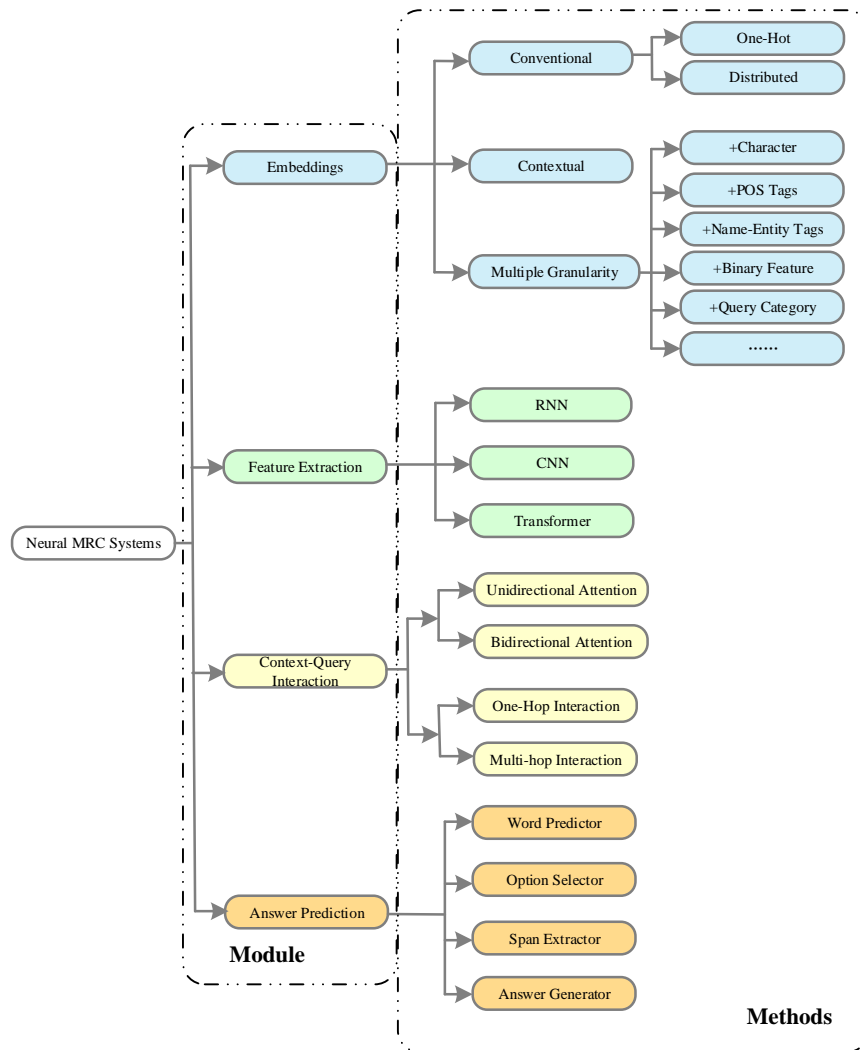 Neural MRC Systems
Embeddings
Conventional
One-Hot
Distributed
Contextual
Multiple Granularity
+Character
+POS Tags
+Name-Entity Tags
+Binary Feature
+Query Category
……
Feature Extraction
RNN
CNN
Transformer
Context-Query
Interaction
Unidirectional Attention
Bidirectional Attention
One-Hop Interaction
Multi-hop Interaction
Answer Prediction
Word Predictor
Option Selector
Span Extractor
Answer Generator
Module
Methods